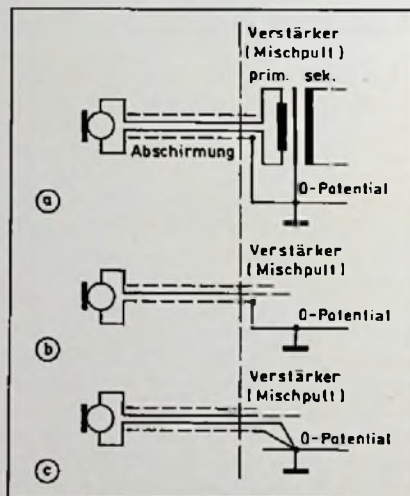 Verstärker
(Mischpult)
prim. sek.
Abschirmung
0-Potential
a
Verstärker
(Mischpult)
0-Potential
b
Verstärker
(Mischpult)
0-Potential
c